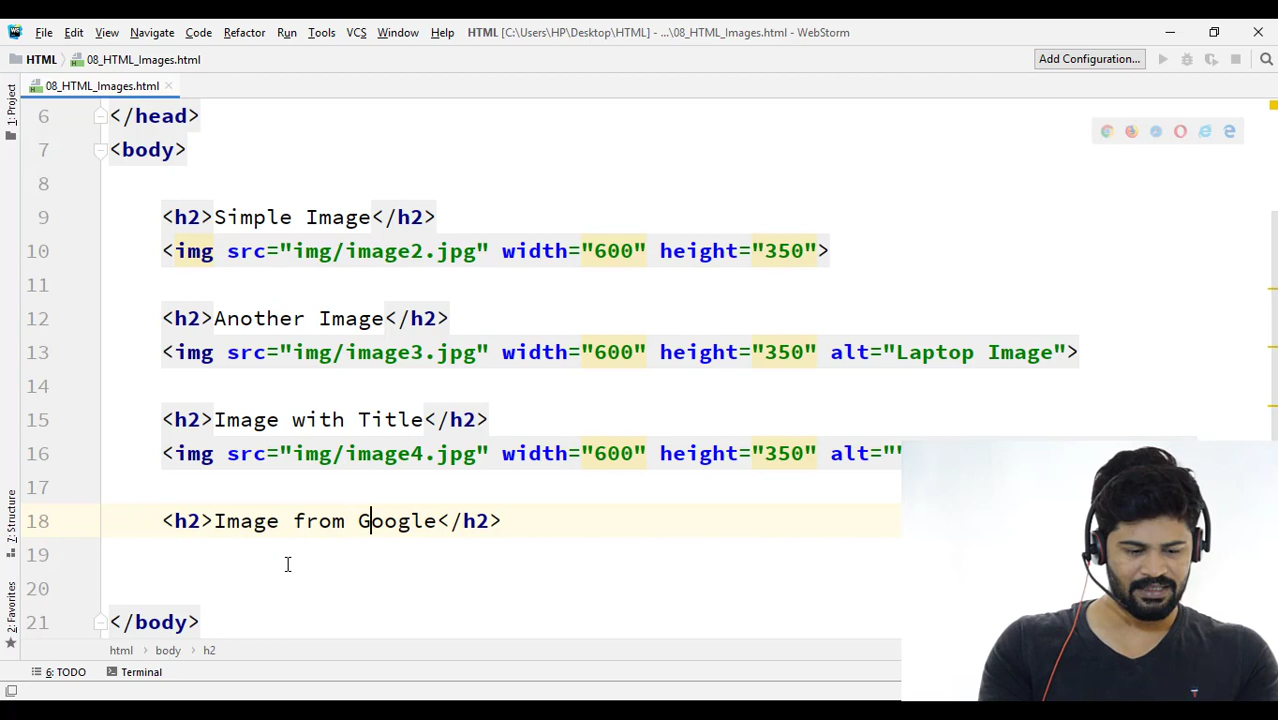 File Edit View Navigate Code Refactor Run Tools VCS Window Help HTML [C:\Users\HP\Desktop\HTML] - ...\08_HTML_Images.html - WebStorm
HTML 08_HTML_Images.html Add Configuration...
08_HTML_Images.html
1: Project
6 </head>
7 <body>
8
9 <h2>Simple Image</h2>
10 <img src="img/image2.jpg" width="600" height="350">
11
12 <h2>Another Image</h2>
13 <img src="img/image3.jpg" width="600" height="350" alt="Laptop Image">
14
15 <h2>Image with Title</h2>
16 <img src="img/image4.jpg" width="600" height="350" alt=""
17
18 <h2>Image from Google</h2>
19
20
21 </body>
7: Structure
2: Favorites
html body h2
6: TODO Terminal